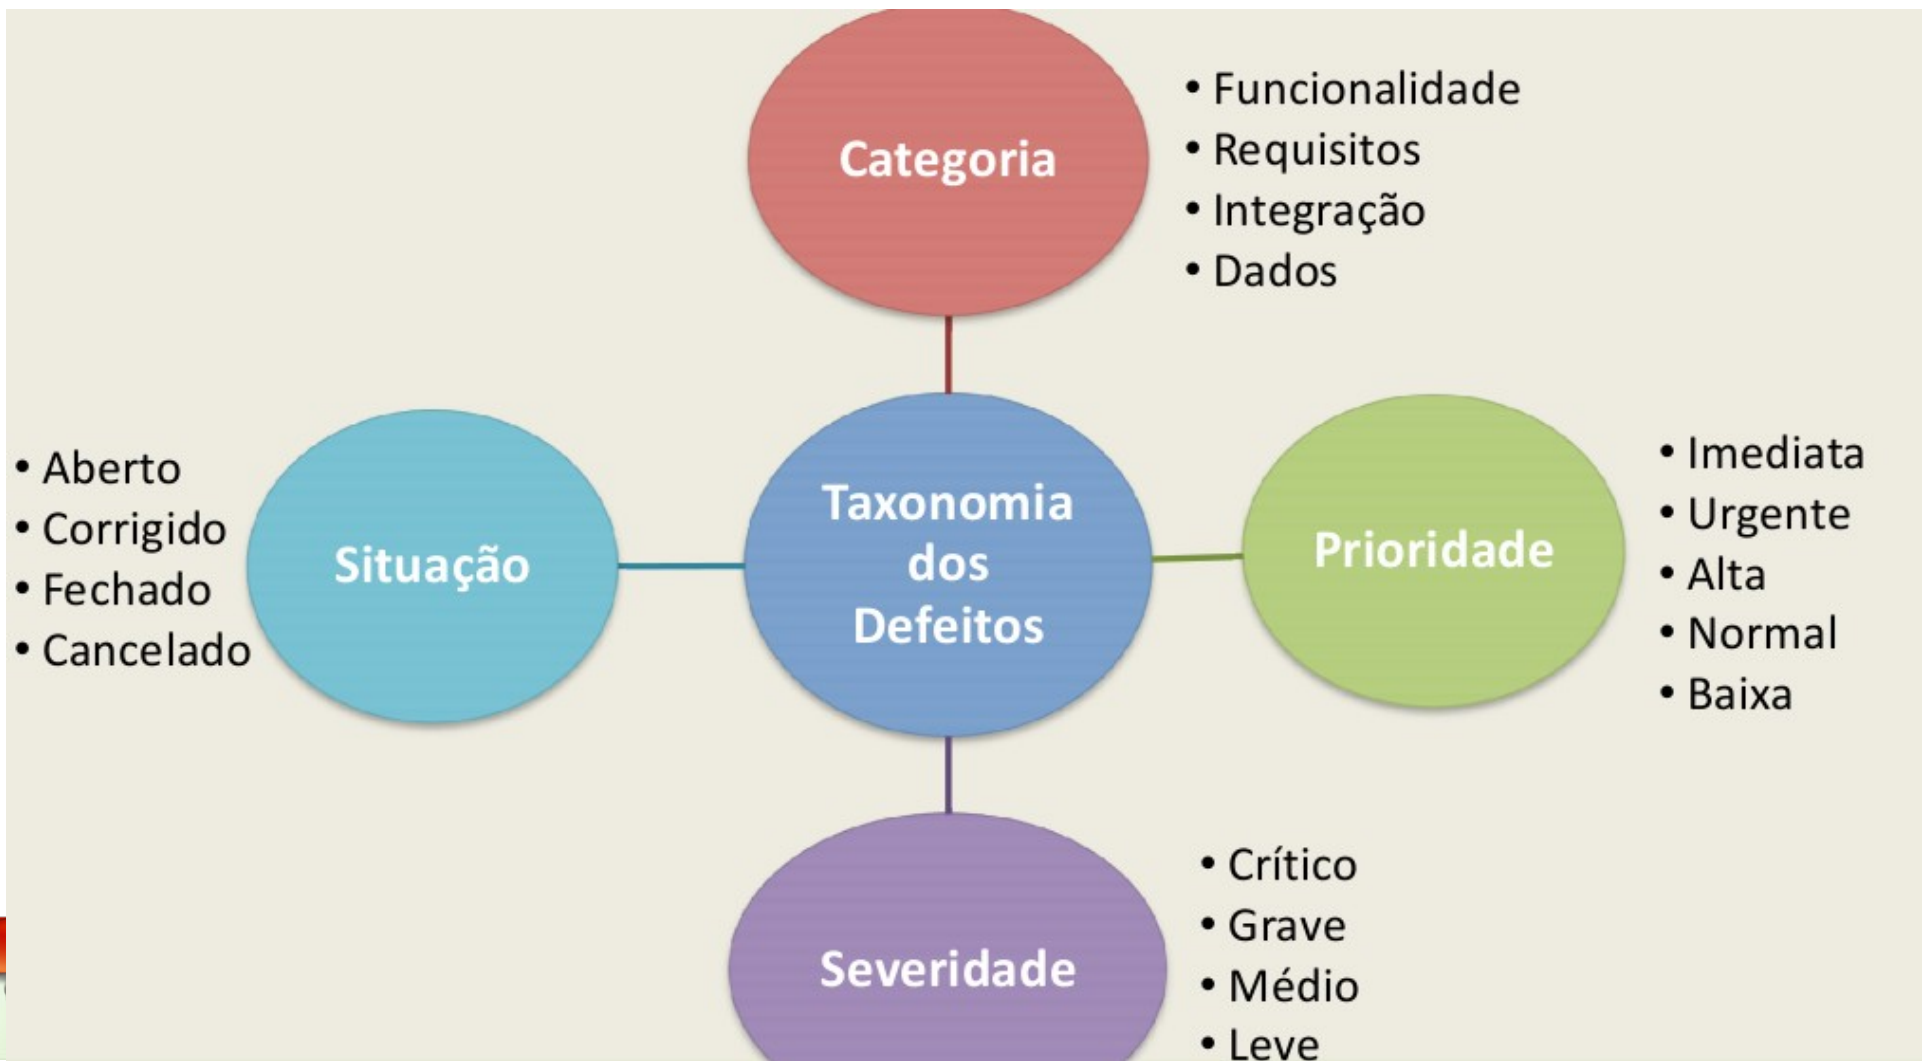 Categoria
• Funcionalidade
• Requisitos
• Integração
• Dados
• Aberto
• Corrigido
• Fechado
• Cancelado
Situação
Taxonomia
dos
Defeitos
Prioridade
• Imediata
• Urgente
• Alta
• Normal
• Baixa
Severidade
• Crítico
• Grave
• Médio
• Leve